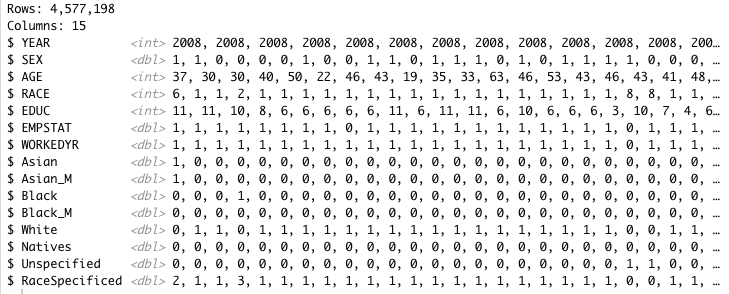 Rows: 4,577,198
Columns: 15
$ YEAR <int> 2008, 2008, 2008, 2008, 2008, 2008, 2008, 2008, 2008, 2008, 2008, 2008, 200…
$ SEX <dbl> 1, 1, 0, 0, 0, 0, 1, 0, 0, 1, 1, 1, 1, 0, 1, 0, 1, 1, 1, 1, 0, 0, 0, …
$ AGE <int> 37, 30, 30, 40, 50, 22, 46, 43, 19, 35, 33, 63, 46, 53, 43, 46, 43, 41, 48,…
$ RACE <int> 6, 1, 1, 2, 1, 1, 1, 1, 1, 1, 1, 1, 1, 1, 1, 1, 1, 1, 1, 8, 8, 1, 1, …
$ EDUC <int> 11, 11, 10, 8, 6, 6, 6, 6, 6, 11, 6, 11, 11, 6, 10, 6, 6, 6, 3, 10, 7, 4, 6…
$ EMPSTAT <dbl> 1, 1, 1, 1, 1, 1, 1, 1, 0, 1, 1, 1, 1, 1, 1, 1, 1, 1, 1, 0, 1, 1, 1, …
$ WORKEDYR <dbl> 1, 1, 1, 1, 1, 1, 1, 1, 1, 1, 1, 1, 1, 1, 1, 1, 1, 1, 1, 0, 1, 1, 1, …
$ Asian <dbl> 1, 0, 0, 0, 0, 0, 0, 0, 0, 0, 0, 0, 0, 0, 0, 0, 0, 0, 0, 0, 0, 0, 0, …
$ Asian_M <dbl> 1, 0, 0, 0, 0, 0, 0, 0, 0, 0, 0, 0, 0, 0, 0, 0, 0, 0, 0, 0, 0, 0, 0, …
$ Black <dbl> 0, 0, 0, 1, 0, 0, 0, 0, 0, 0, 0, 0, 0, 0, 0, 0, 0, 0, 0, 0, 0, 0, 0, …
$ Black_M <dbl> 0, 0, 0, 0, 0, 0, 0, 0, 0, 0, 0, 0, 0, 0, 0, 0, 0, 0, 0, 0, 0, 0, 0, …
$ White <dbl> 0, 1, 1, 0, 1, 1, 1, 1, 1, 1, 1, 1, 1, 1, 1, 1, 1, 1, 1, 0, 0, 1, 1, …
$ Natives <dbl> 0, 0, 0, 0, 0, 0, 0, 0, 0, 0, 0, 0, 0, 0, 0, 0, 0, 0, 0, 0, 0, 0, 0, …
$ Unspecified <dbl> 0, 0, 0, 0, 0, 0, 0, 0, 0, 0, 0, 0, 0, 0, 0, 0, 0, 0, 0, 1, 1, 0, 0, …
$ RaceSpecificed <dbl> 2, 1, 1, 3, 1, 1, 1, 1, 1, 1, 1, 1, 1, 1, 1, 1, 1, 1, 1, 0, 0, 1, 1, …